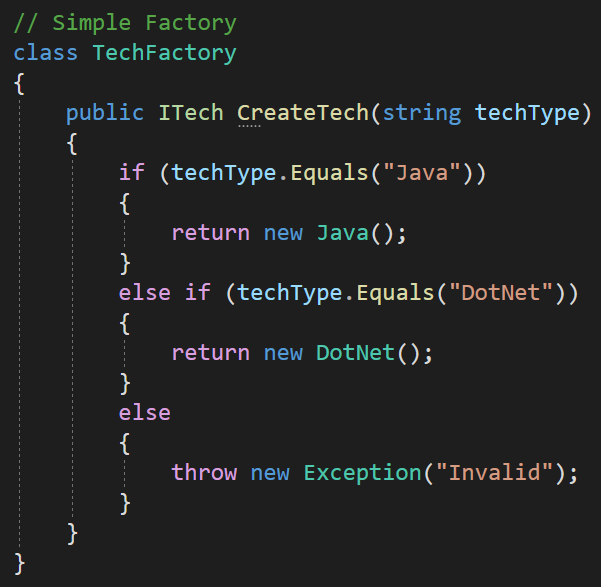 // Simple Factory
class TechFactory
{
    public ITech CreateTech(string techType)
    {
        if (techType.Equals("Java"))
        {
            return new Java();
        }
        else if (techType.Equals("DotNet"))
        {
            return new DotNet();
        }
        else
        {
            throw new Exception("Invalid");
        }
    }
}